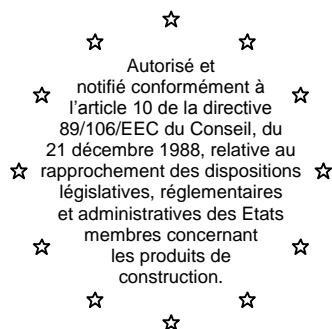 Autorisé et
notifié conformément à
l'article 10 de la directive
89/106/EEC du Conseil, du
21 décembre 1988, relative au
rapprochement des dispositions
législatives, réglementaires
et administratives des Etats
membres concernant
les produits de
construction.